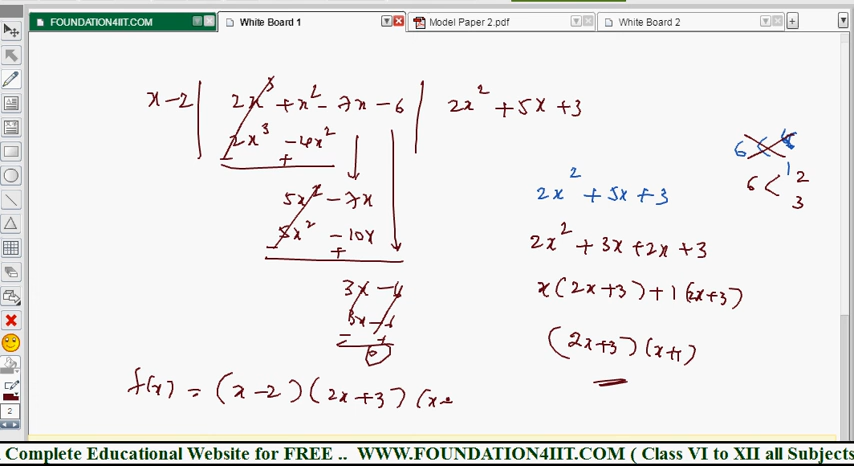 FOUNDATION4IIT.COM White Board 1 Model Paper 2.pdf White Board 2
x-2 | 2x³ + x² - 7x - 6 | 2x² + 5x + 3
2x³ - 4x²
- +
5x² - 7x
5x² - 10x
- +
3x - 6
3x - 6
- +
0
6 <
6 < 2 3
2x² + 5x + 3
2x² + 3x + 2x + 3
x(2x+3) + 1(2x+3)
(2x+3)(x+1)
f(x) = (x-2)(2x+3)(x
2
Complete Educational Website for FREE .. WWW.FOUNDATION4IIT.COM ( Class VI to XII all Subjects